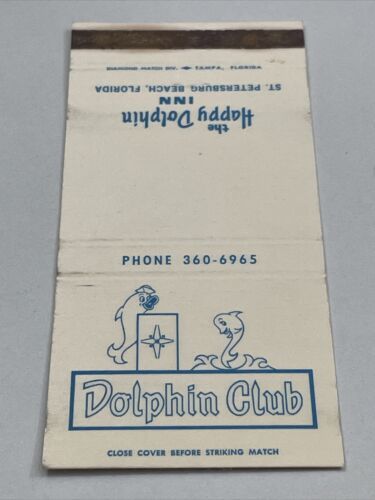 DIAMOND MATCH DIV. TAMPA, FLORIDA
the
Happy Dolphin
INN
ST. PETERSBURG BEACH, FLORIDA
PHONE 360-6965
Dolphin Club
CLOSE COVER BEFORE STRIKING MATCH